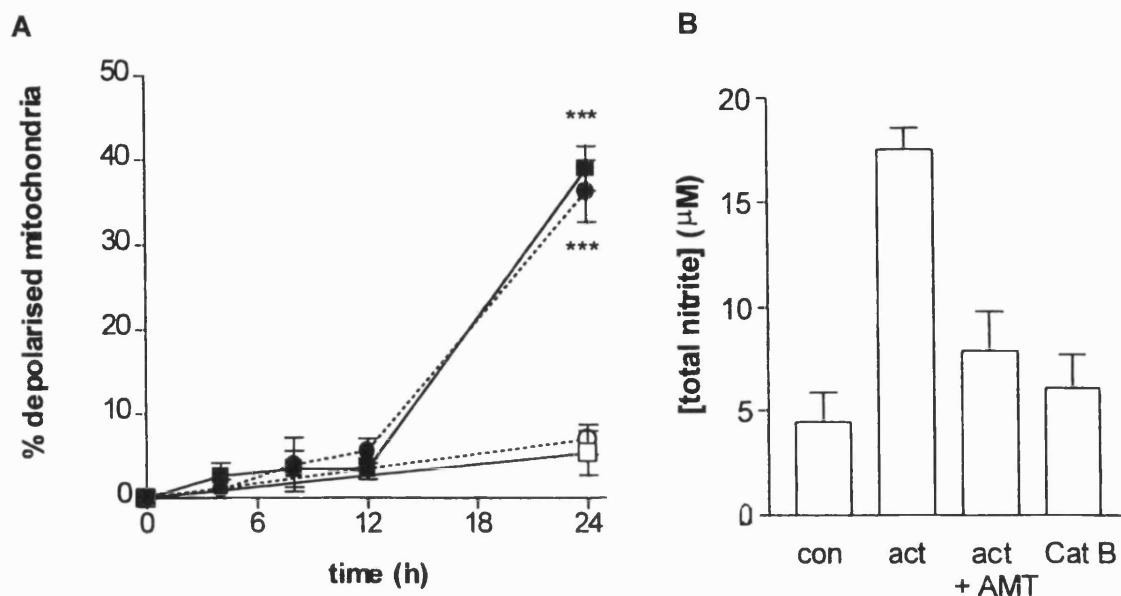 A
% depolarised mitochondria
50
40
30
20
10
0
***
***
0
6
12
18
24
time (h)
B
[total nitrite] (μM)
20
15
10
5
0
con
act
act
+ AMT
Cat B